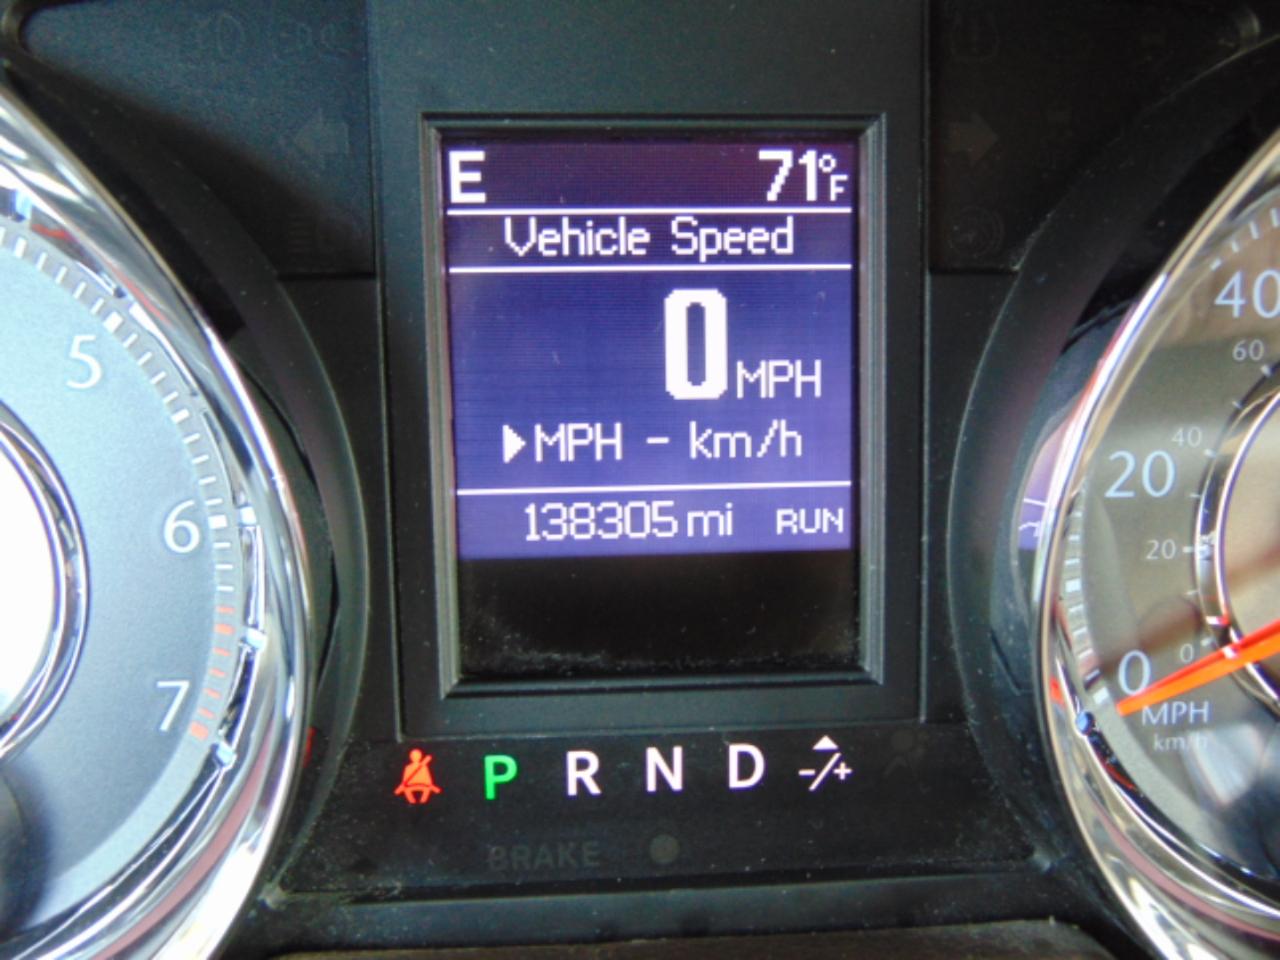 E 71°F
Vehicle Speed
0 MPH
▶MPH - km/h
138305 mi RUN
5
6
7
40
60
40
20
20
0
0
MPH
km/h
P R N D -/+
BRAKE